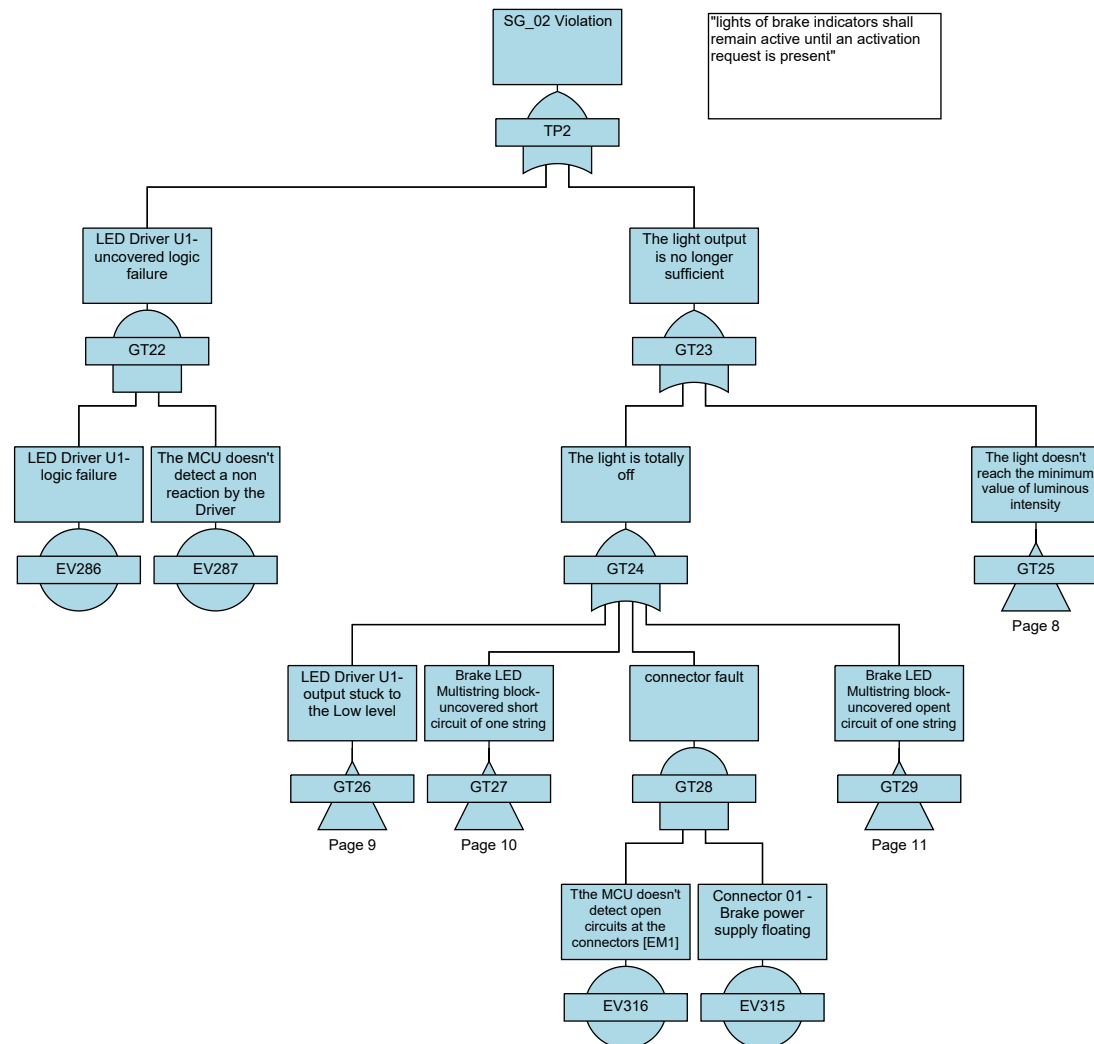 SG_02 Violation
"lights of brake indicators shall
remain active until an activation
request is present"
TP2
LED Driver U1-
uncovered logic
failure
The light output
is no longer
sufficient
GT22
GT23
LED Driver U1-
logic failure
The MCU doesn't
detect a non
reaction by the
Driver
The light is totally
off
The light doesn't
reach the minimum
value of luminous
intensity
EV286
EV287
GT24
GT25
Page 8
LED Driver U1-
output stuck to
the Low level
Brake LED
Multistring block-
uncovered short
circuit of one string
connector fault
Brake LED
Multistring block-
uncovered opent
circuit of one string
GT26
GT27
GT28
GT29
Page 9
Page 10
Page 11
Tthe MCU doesn't
detect open
circuits at the
connectors [EM1]
Connector 01 -
Brake power
supply floating
EV316
EV315